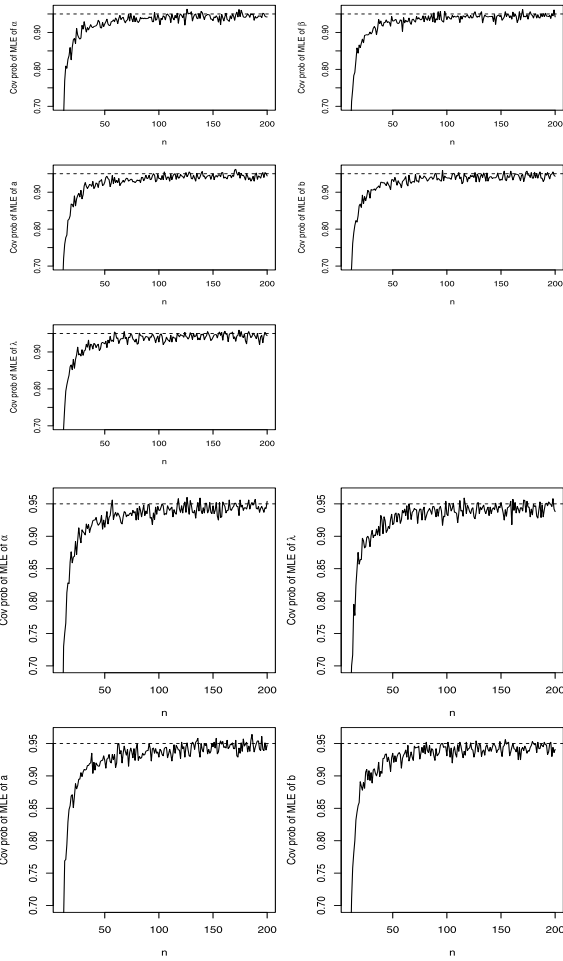 Cov prob of MLE of α
0.70 0.80 0.90
50 100 150 200
n
Cov prob of MLE of β
0.70 0.80 0.90
50 100 150 200
n
Cov prob of MLE of a
0.70 0.80 0.90
50 100 150 200
n
Cov prob of MLE of b
0.70 0.80 0.90
50 100 150 200
n
Cov prob of MLE of λ
0.70 0.80 0.90
50 100 150 200
n
Cov prob of MLE of α
0.70 0.75 0.80 0.85 0.90 0.95
50 100 150 200
n
Cov prob of MLE of λ
0.70 0.75 0.80 0.85 0.90 0.95
50 100 150 200
n
Cov prob of MLE of a
0.70 0.75 0.80 0.85 0.90 0.95
50 100 150 200
n
Cov prob of MLE of b
0.70 0.75 0.80 0.85 0.90 0.95
50 100 150 200
n